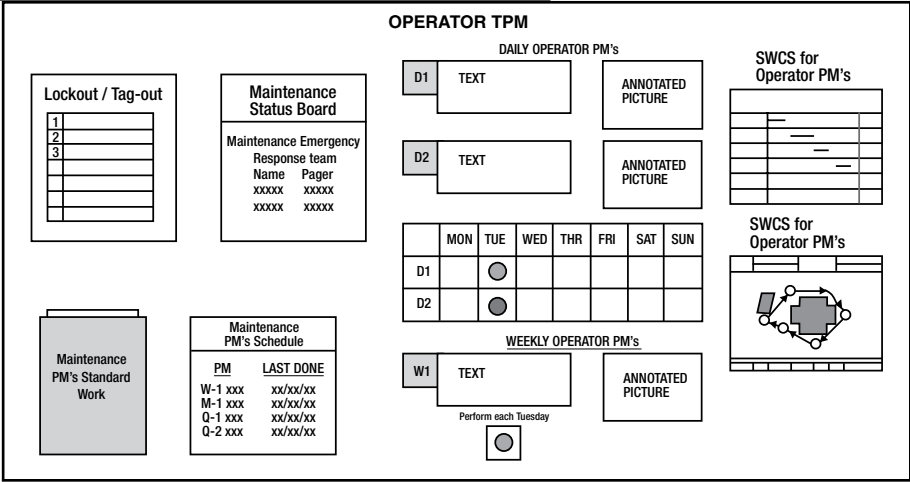 OPERATOR TPM
Lockout / Tag-out
1
2
3
Maintenance
Status Board
Maintenance Emergency
Response team
Name Pager
xxxxx xxxxx
xxxxx xxxxx
Maintenance
PM's Standard
Work
Maintenance
PM's Schedule
PM LAST DONE
W-1 xxx xx/xx/xx
M-1 xxx xx/xx/xx
Q-1 xxx xx/xx/xx
Q-2 xxx xx/xx/xx
DAILY OPERATOR PM's
D1 TEXT
ANNOTATED
PICTURE
D2 TEXT
ANNOTATED
PICTURE
MON TUE WED THR FRI SAT SUN
D1
D2
WEEKLY OPERATOR PM's
W1 TEXT
ANNOTATED
PICTURE
Perform each Tuesday
SWCS for
Operator PM's
SWCS for
Operator PM's